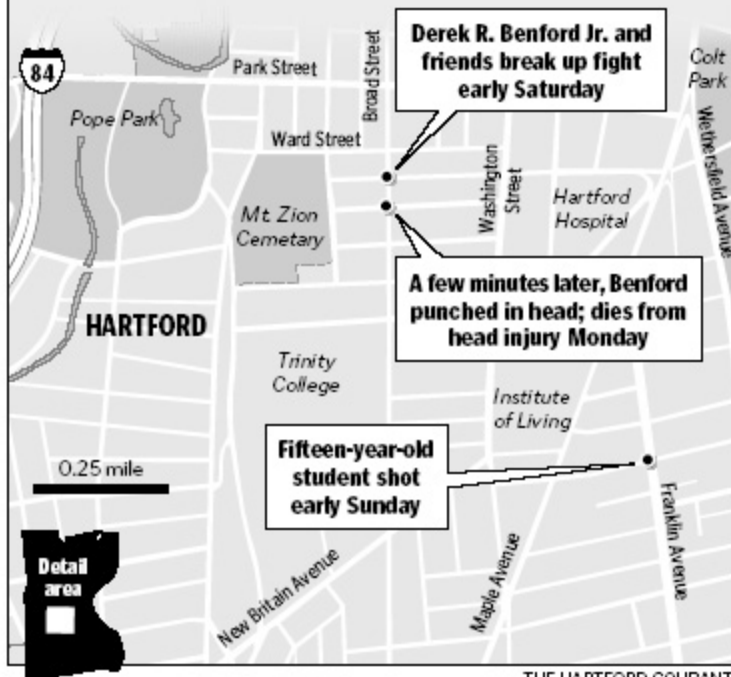 Derek R. Benford Jr. and
friends break up fight
early Saturday
84
Park Street
Broad Street
Colt
Park
Pope Park
Ward Street
Wethersfield Avenue
Washington
Street
Hartford
Hospital
Mt. Zion
Cemetary
A few minutes later, Benford
punched in head; dies from
head injury Monday
HARTFORD
Trinity
College
Institute
of Living
Fifteen-year-old
student shot
early Sunday
0.25 mile
Franklin Avenue
Detail
area
New Britain Avenue
Maple Avenue
THE HARTFORD COURANT